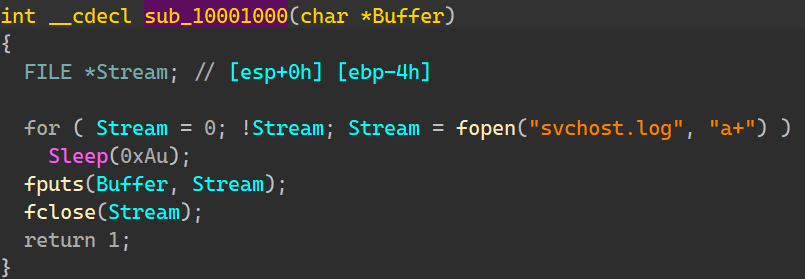 int __cdecl sub_10001000(char *Buffer)
{
  FILE *Stream; // [esp+0h] [ebp-4h]

  for ( Stream = 0; !Stream; Stream = fopen("svchost.log", "a+") )
    Sleep(0xAu);
  fputs(Buffer, Stream);
  fclose(Stream);
  return 1;
}